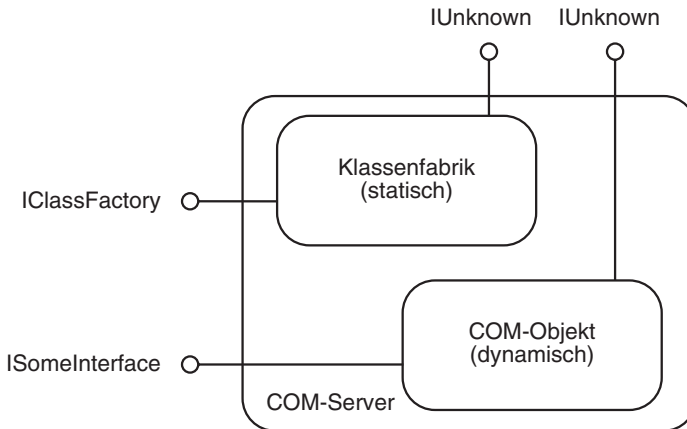 IUnknown
IUnknown
Klassenfabrik
(statisch)
IClassFactory
COM-Objekt
(dynamisch)
ISomeInterface
COM-Server